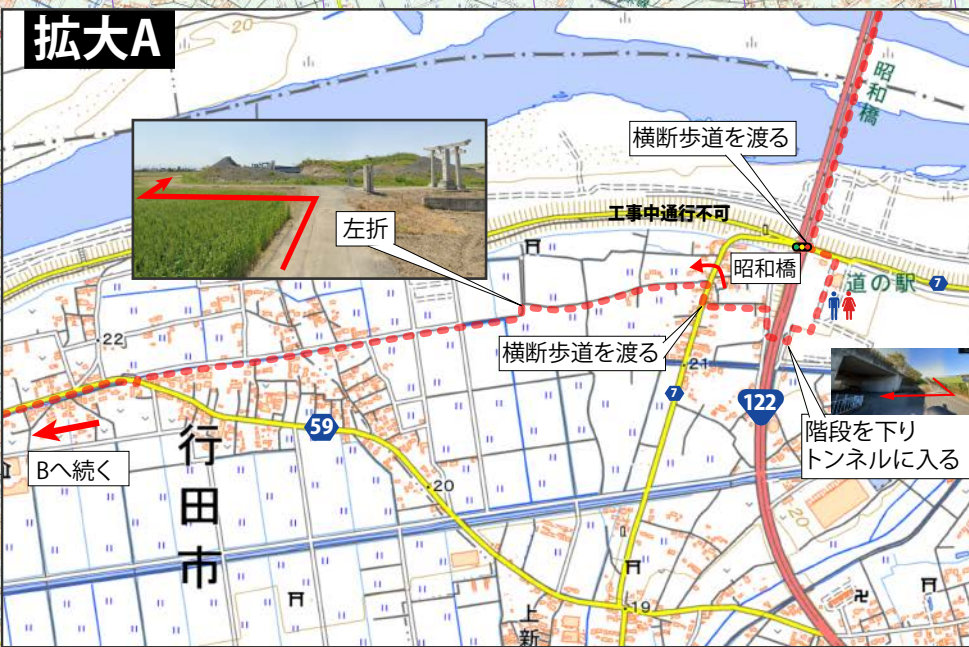 拡大A
20
昭和橋
横断歩道を渡る
工事中通行不可
左折
昭和橋
道の駅
7
22
横断歩道を渡る
21
7
122
59
階段を下り
トンネルに入る
Bへ続く
行田市
20
20
19
上新